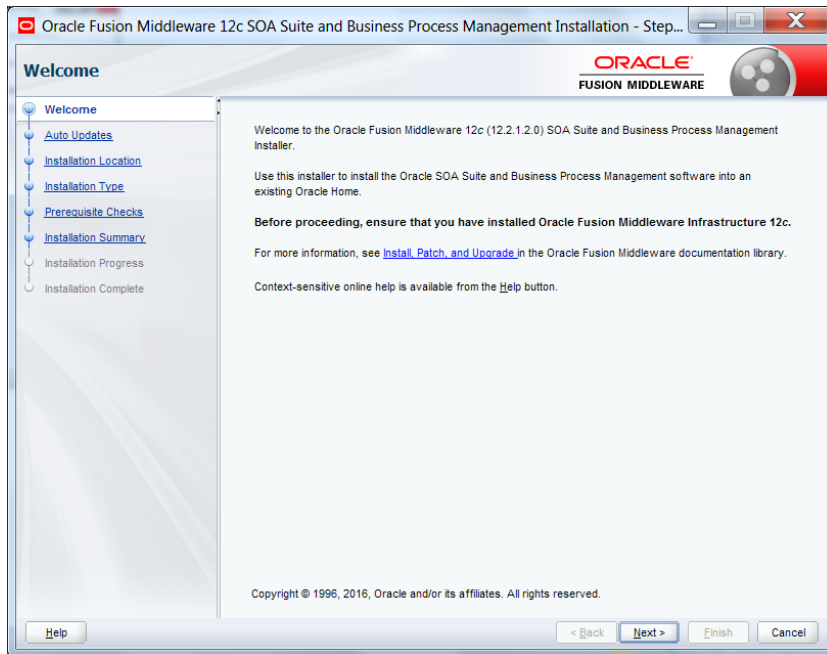 Oracle Fusion Middleware 12c SOA Suite and Business Process Management Installation - Step...
Welcome
ORACLE
FUSION MIDDLEWARE
Welcome
Auto Updates
Installation Location
Installation Type
Prerequisite Checks
Installation Summary
Installation Progress
Installation Complete
Welcome to the Oracle Fusion Middleware 12c (12.2.1.2.0) SOA Suite and Business Process Management
Installer.
Use this installer to install the Oracle SOA Suite and Business Process Management software into an
existing Oracle Home.
Before proceeding, ensure that you have installed Oracle Fusion Middleware Infrastructure 12c.
For more information, see Install, Patch, and Upgrade in the Oracle Fusion Middleware documentation library.
Context-sensitive online help is available from the Help button.
Copyright © 1996, 2016, Oracle and/or its affiliates. All rights reserved.
Help
< Back
Next >
Finish
Cancel